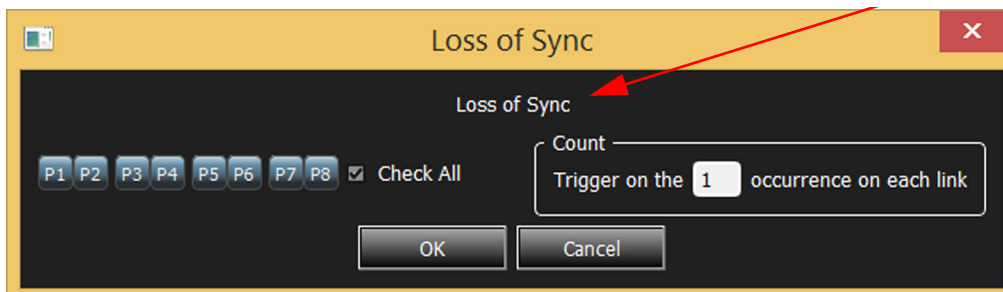 Loss of Sync
Loss of Sync
P1 P2 P3 P4 P5 P6 P7 P8 Check All
Count
Trigger on the 1 occurrence on each link
OK Cancel